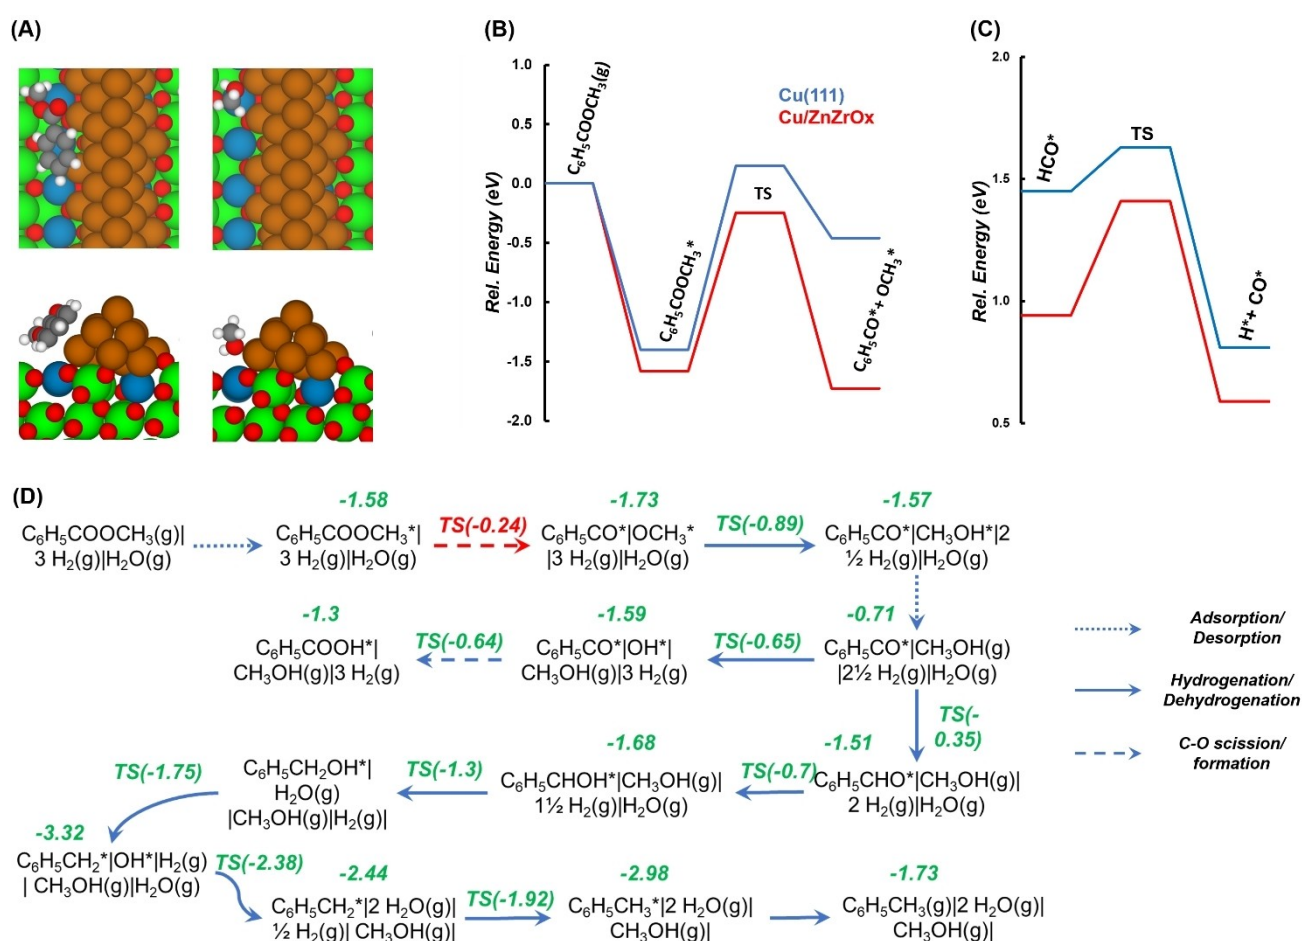 (A)
(B)
Rel. Energy (eV)
1.0
0.5
0.0
-0.5
-1.0
-1.5
-2.0
C₆H₅COOCH₃(g)
C₆H₅COOCH₃*
TS
C₆H₅CO*+ OCH₃*
Cu(111)
Cu/ZnZrOx
(C)
Rel. Energy (eV)
2.0
1.5
1.0
0.5
HCO*
TS
H*+ CO*
(D)
C₆H₅COOCH₃(g)|
3 H₂(g)|H₂O(g)
-1.58
C₆H₅COOCH₃*|
3 H₂(g)|H₂O(g)
TS(-0.24)
-1.73
C₆H₅CO*|OCH₃*
|3 H₂(g)|H₂O(g)
TS(-0.89)
-1.57
C₆H₅CO*|CH₃OH*|2
½ H₂(g)|H₂O(g)
-1.3
C₆H₅COOH*|
CH₃OH(g)|3 H₂(g)
TS(-0.64)
-1.59
C₆H₅CO*|OH*|
CH₃OH(g)|3 H₂(g)
TS(-0.65)
-0.71
C₆H₅CO*|CH₃OH(g)
|2½ H₂(g)|H₂O(g)
TS(-
0.35)
-1.51
C₆H₅CHO*|CH₃OH(g)|
2 H₂(g)|H₂O(g)
TS(-0.7)
-1.68
C₆H₅CHOH*|CH₃OH(g)|
1½ H₂(g)|H₂O(g)
TS(-1.3)
C₆H₅CH₂OH*|
H₂O(g)
|CH₃OH(g)|H₂(g)|
TS(-1.75)
-3.32
C₆H₅CH₂*|OH*|H₂(g)
| CH₃OH(g)|H₂O(g)
TS(-2.38)
-2.44
C₆H₅CH₂*|2 H₂O(g)|
½ H₂(g)| CH₃OH(g)|
TS(-1.92)
-2.98
C₆H₅CH₃*|2 H₂O(g)|
CH₃OH(g)|
-1.73
C₆H₅CH₃(g)|2 H₂O(g)|
CH₃OH(g)|
Adsorption/
Desorption
Hydrogenation/
Dehydrogenation
C-O scission/
formation